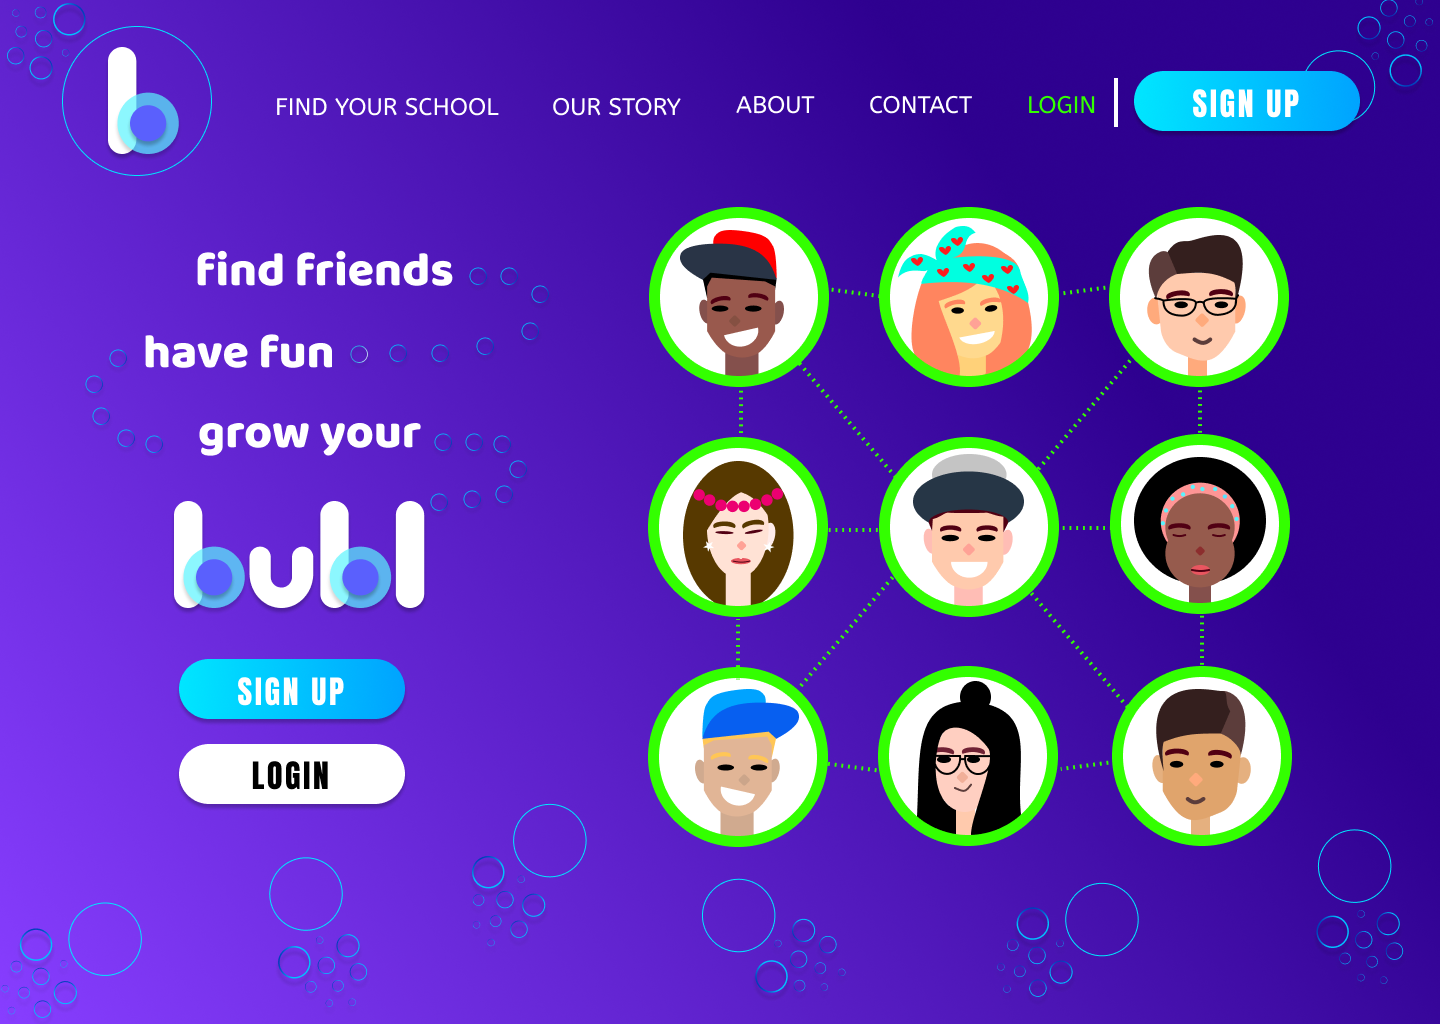 b
FIND YOUR SCHOOL
OUR STORY
ABOUT
CONTACT
LOGIN
SIGN UP
find friends
have fun
grow your
bubl
SIGN UP
LOGIN